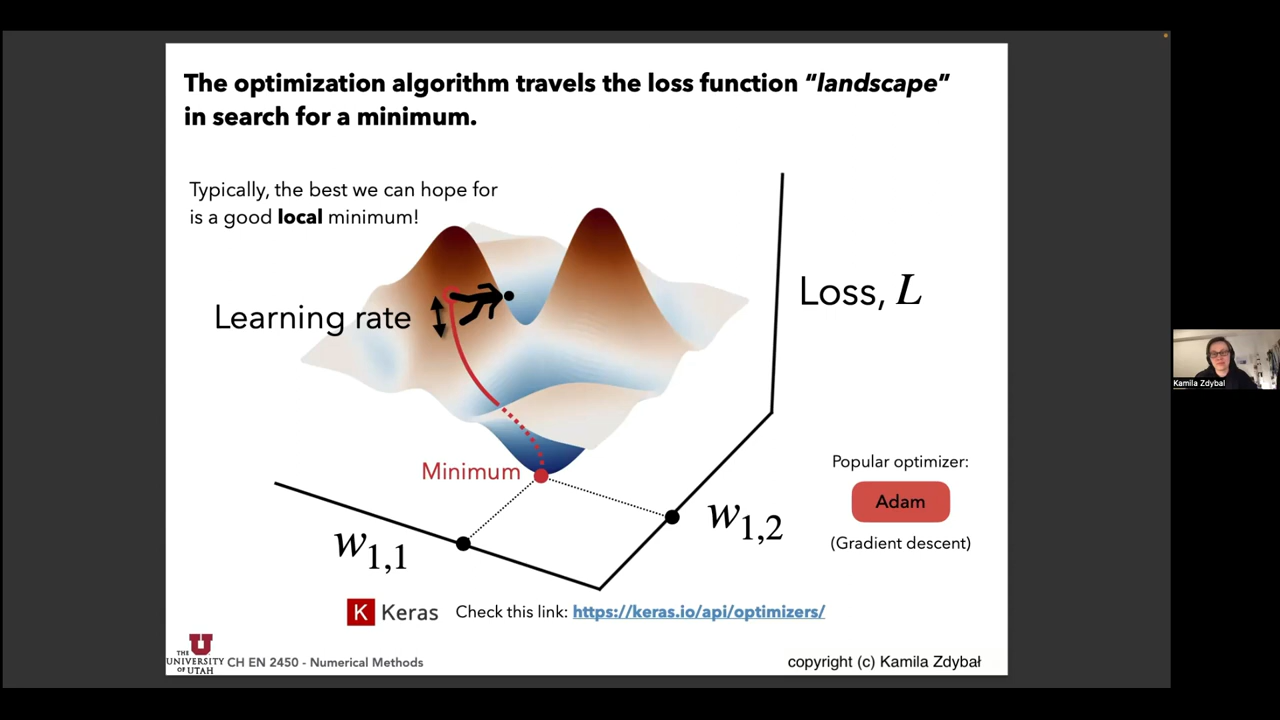 The optimization algorithm travels the loss function “landscape”
in search for a minimum.
Typically, the best we can hope for
is a good local minimum!
Learning rate
Loss, L
Minimum
w1,1
w1,2
Popular optimizer:
Adam
(Gradient descent)
K Keras
Check this link: https://keras.io/api/optimizers/
THE
U
UNIVERSITY
OF UTAH
CH EN 2450 - Numerical Methods
copyright (c) Kamila Zdybał
Kamila Zdybal